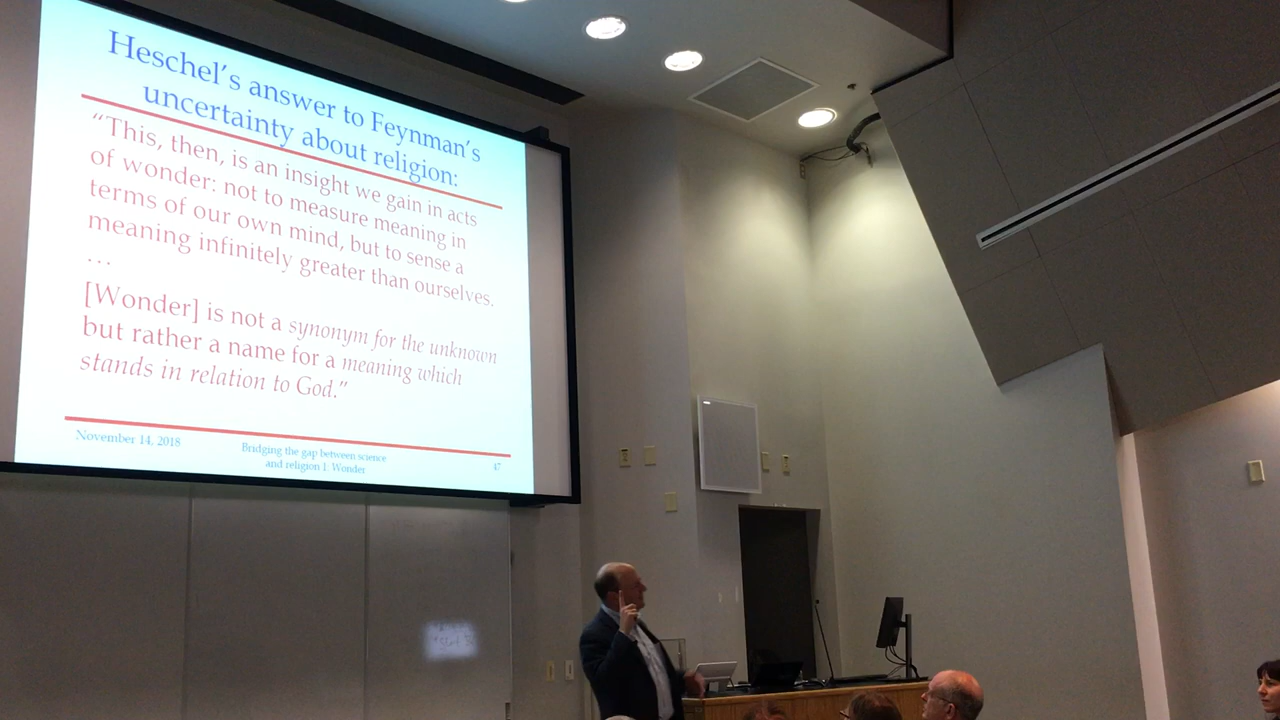 Heschel's answer to Feynman's
uncertainty about religion:
“This, then, is an insight we gain in acts
of wonder: not to measure meaning in
terms of our own mind, but to sense a
meaning infinitely greater than ourselves.
…
[Wonder] is not a synonym for the unknown
but rather a name for a meaning which
stands in relation to God.”
November 14, 2018
Bridging the gap between science
and religion I. Wonder
47